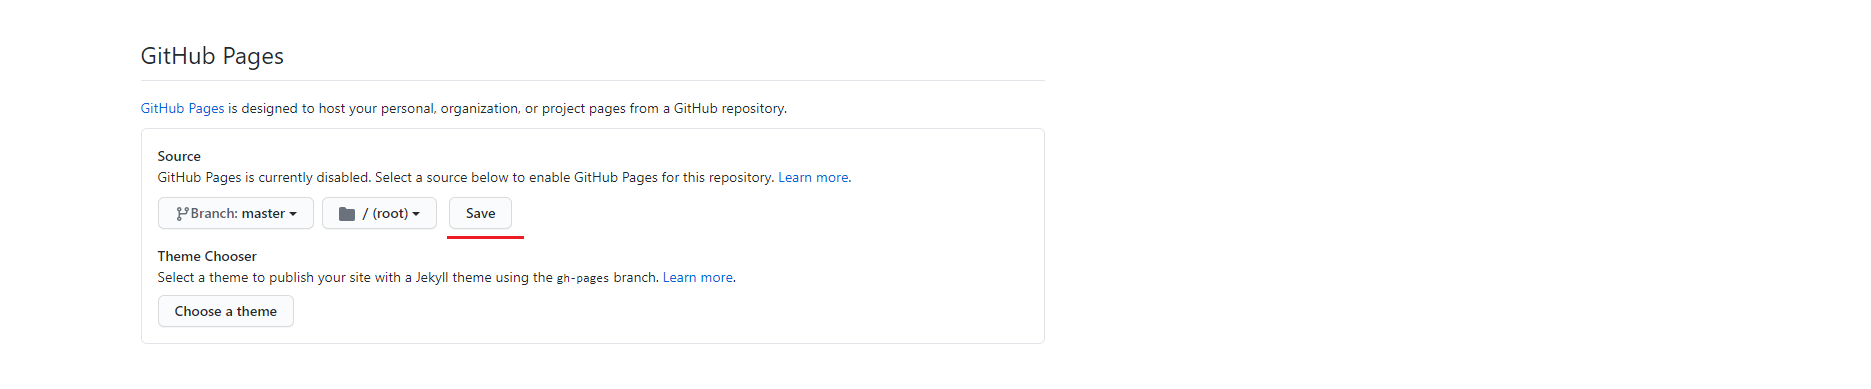 GitHub Pages
GitHub Pages is designed to host your personal, organization, or project pages from a GitHub repository.
Source
GitHub Pages is currently disabled. Select a source below to enable GitHub Pages for this repository. Learn more.
Branch: master / (root) Save
Theme Chooser
Select a theme to publish your site with a Jekyll theme using the gh-pages branch. Learn more.
Choose a theme